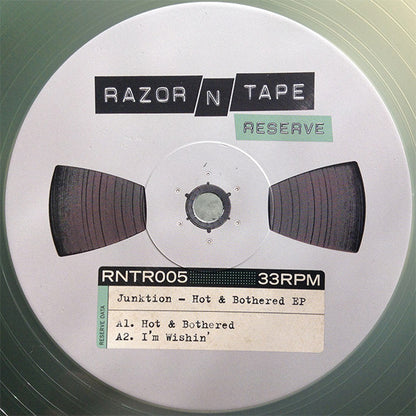 RAZOR N TAPE
RESERVE
RNTR005 33RPM
RESERVE DATA
Junktion - Hot & Bothered EP
A1. Hot & Bothered
A2. I'm Wishin'